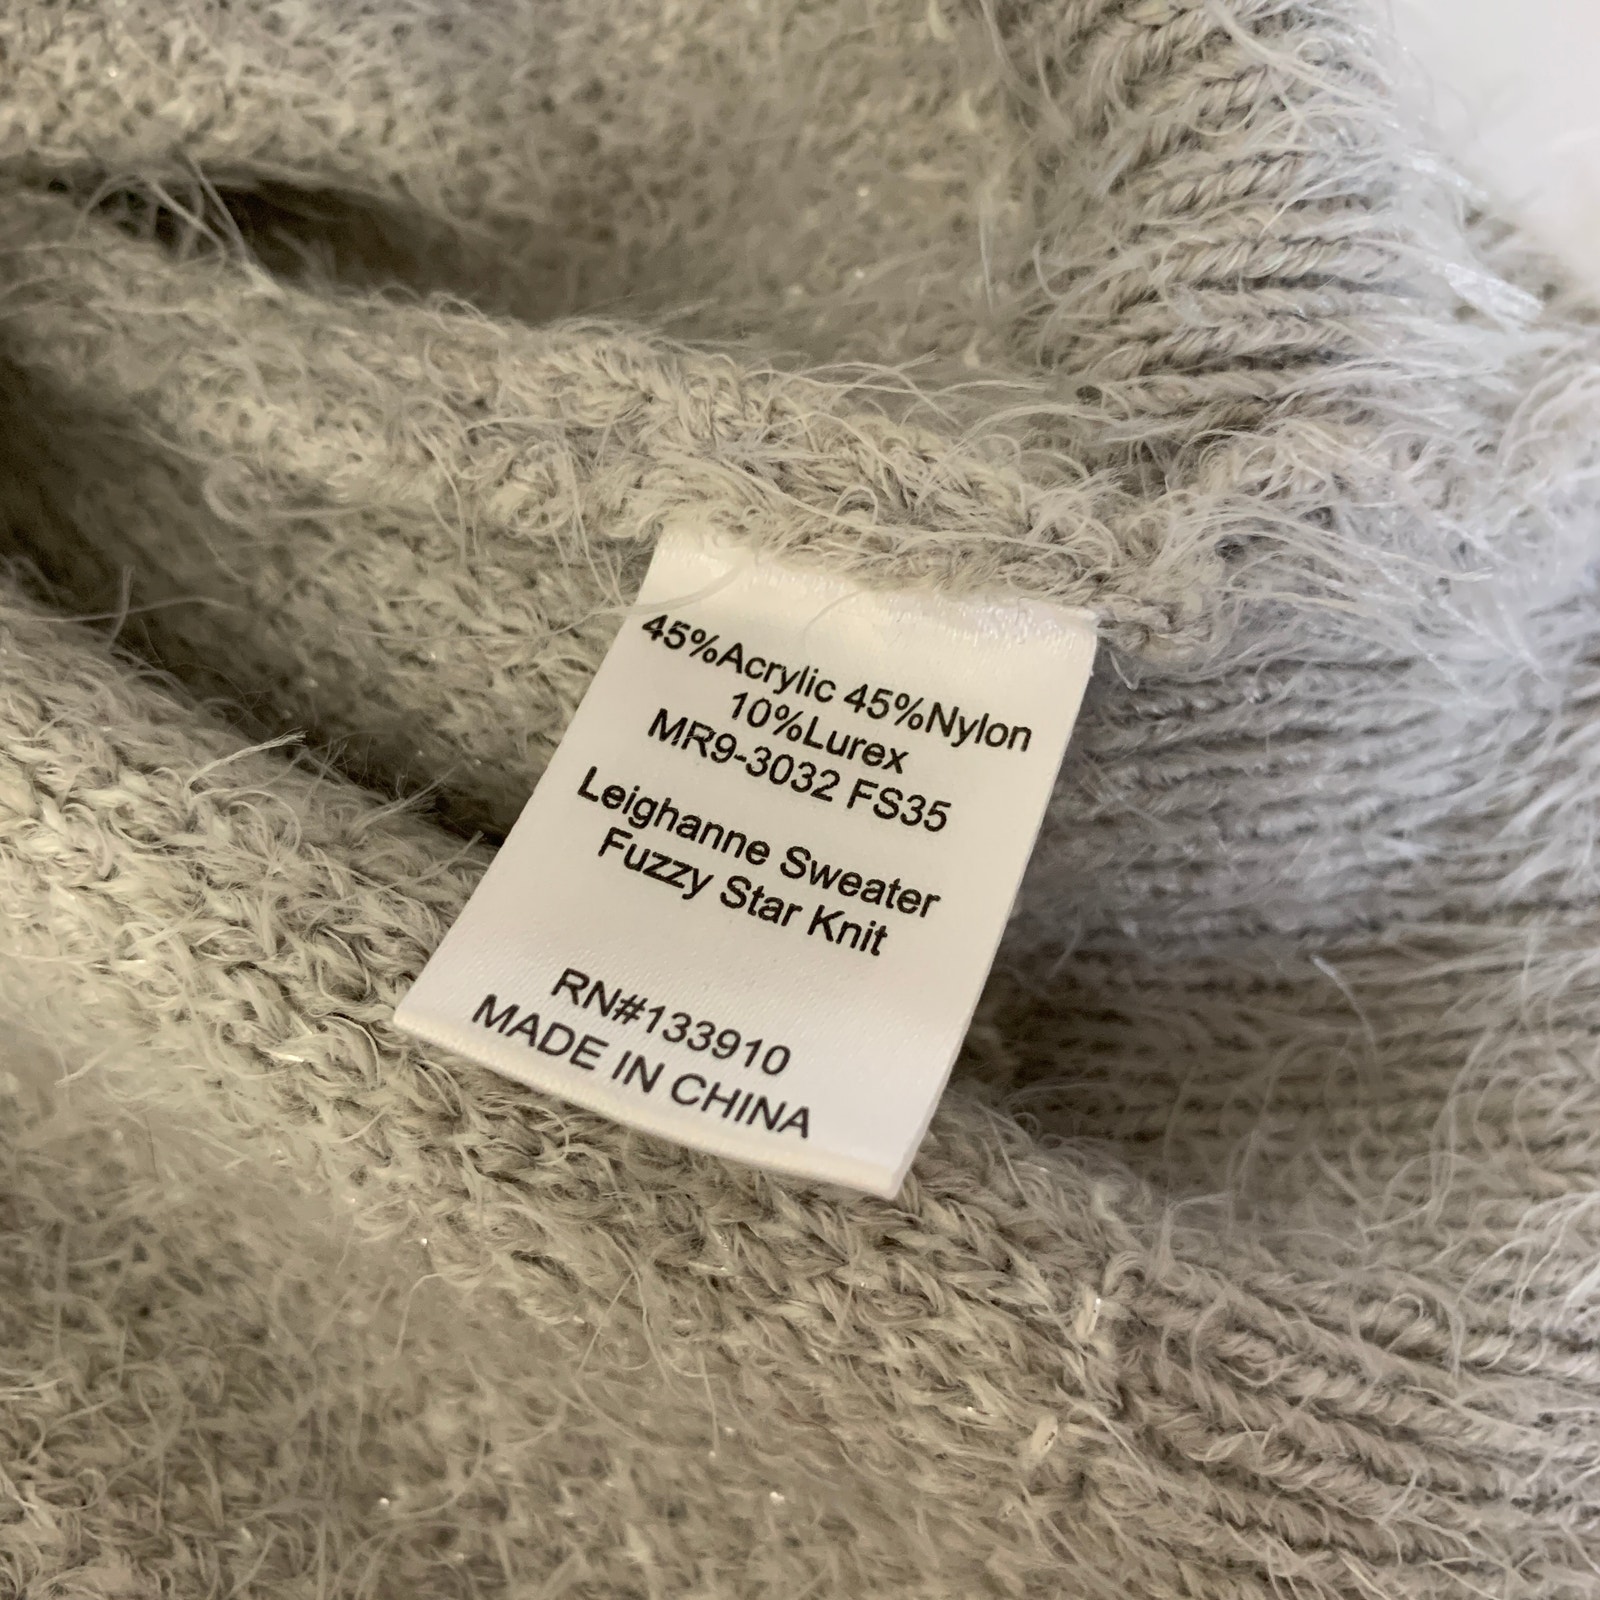 45%Acrylic 45%Nylon
10%Lurex
MR9-3032 FS35
Leighanne Sweater
Fuzzy Star Knit
RN#133910
MADE IN CHINA